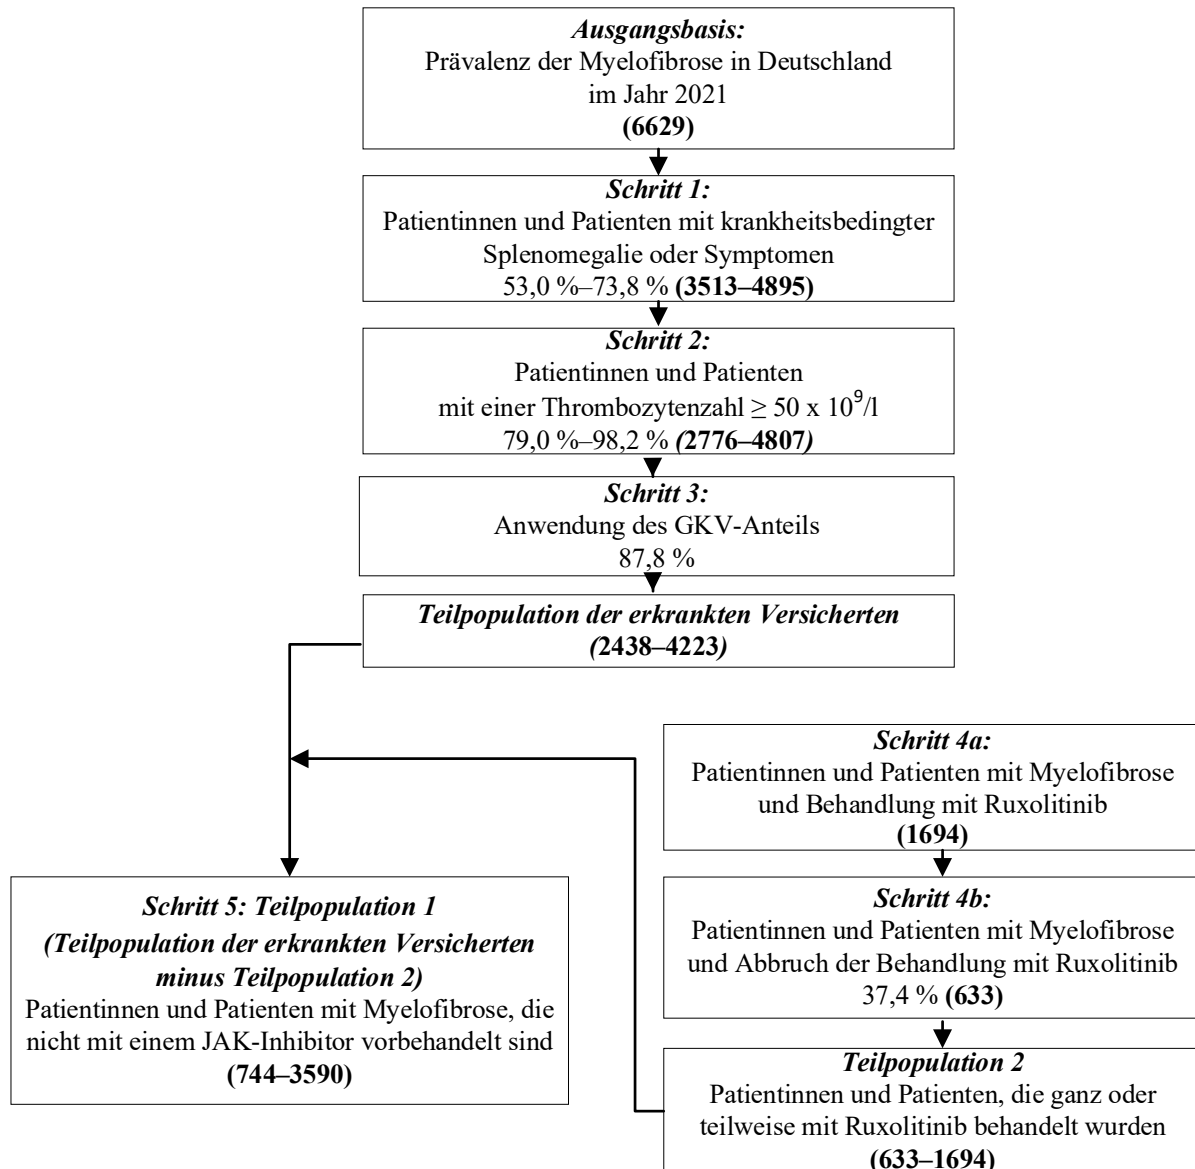 Ausgangsbasis:
Prävalenz der Myelofibrose in Deutschland
im Jahr 2021
(6629)
Schritt 1:
Patientinnen und Patienten mit krankheitsbedingter
Splenomegalie oder Symptomen
53,0 %–73,8 % (3513–4895)
Schritt 2:
Patientinnen und Patienten
mit einer Thrombozytenzahl ≥ 50 x 10⁹/l
79,0 %–98,2 % (2776–4807)
Schritt 3:
Anwendung des GKV-Anteils
87,8 %
Teilpopulation der erkrankten Versicherten
(2438–4223)
Schritt 4a:
Patientinnen und Patienten mit Myelofibrose
und Behandlung mit Ruxolitinib
(1694)
Schritt 4b:
Patientinnen und Patienten mit Myelofibrose
und Abbruch der Behandlung mit Ruxolitinib
37,4 % (633)
Teilpopulation 2
Patientinnen und Patienten, die ganz oder
teilweise mit Ruxolitinib behandelt wurden
(633–1694)
Schritt 5: Teilpopulation 1
(Teilpopulation der erkrankten Versicherten
minus Teilpopulation 2)
Patientinnen und Patienten mit Myelofibrose, die
nicht mit einem JAK-Inhibitor vorbehandelt sind
(744–3590)